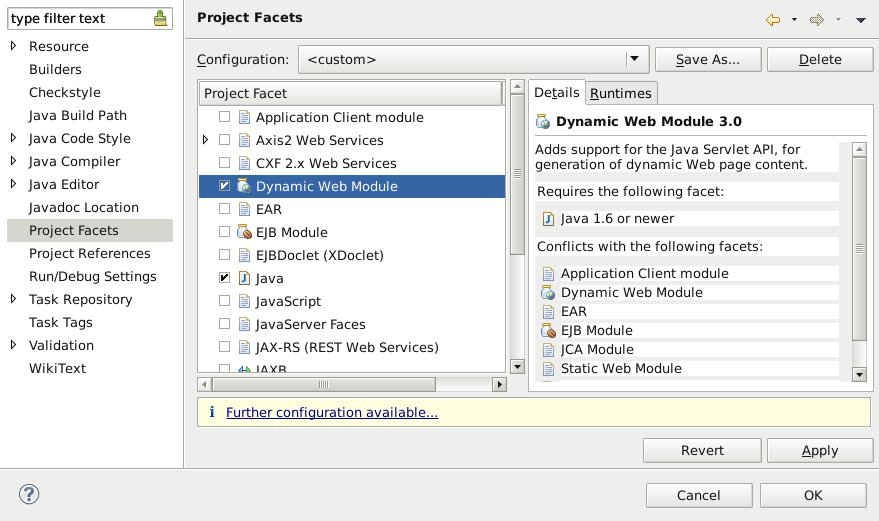 type filter text
Resource
Builders
Checkstyle
Java Build Path
Java Code Style
Java Compiler
Java Editor
Javadoc Location
Project Facets
Project References
Run/Debug Settings
Task Repository
Task Tags
Validation
WikiText
Project Facets
Configuration:
<custom>
Save As...
Delete
Project Facet
Application Client module
Axis2 Web Services
CXF 2.x Web Services
Dynamic Web Module
EAR
EJB Module
EJBDoclet (XDoclet)
Java
JavaScript
JavaServer Faces
JAX-RS (REST Web Services)
JAXB
Details
Runtimes
Dynamic Web Module 3.0
Adds support for the Java Servlet API, for
generation of dynamic Web page content.
Requires the following facet:
Java 1.6 or newer
Conflicts with the following facets:
Application Client module
Dynamic Web Module
EAR
EJB Module
JCA Module
Static Web Module
Further configuration available...
Revert
Apply
Cancel
OK